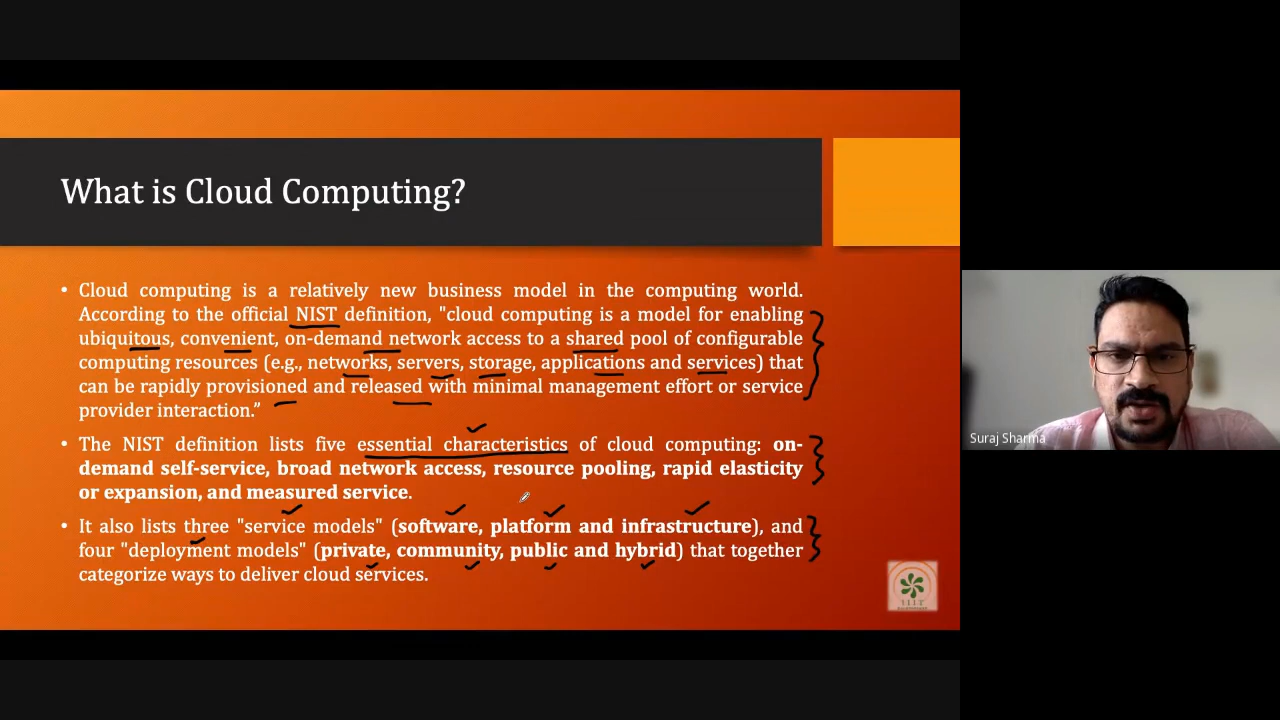 What is Cloud Computing?
• Cloud computing is a relatively new business model in the computing world.
According to the official NIST definition, "cloud computing is a model for enabling
ubiquitous, convenient, on-demand network access to a shared pool of configurable
computing resources (e.g., networks, servers, storage, applications and services) that
can be rapidly provisioned and released with minimal management effort or service
provider interaction.”
• The NIST definition lists five essential characteristics of cloud computing: on-
demand self-service, broad network access, resource pooling, rapid elasticity
or expansion, and measured service.
• It also lists three "service models" (software, platform and infrastructure), and
four "deployment models" (private, community, public and hybrid) that together
categorize ways to deliver cloud services.
Suraj Sharma